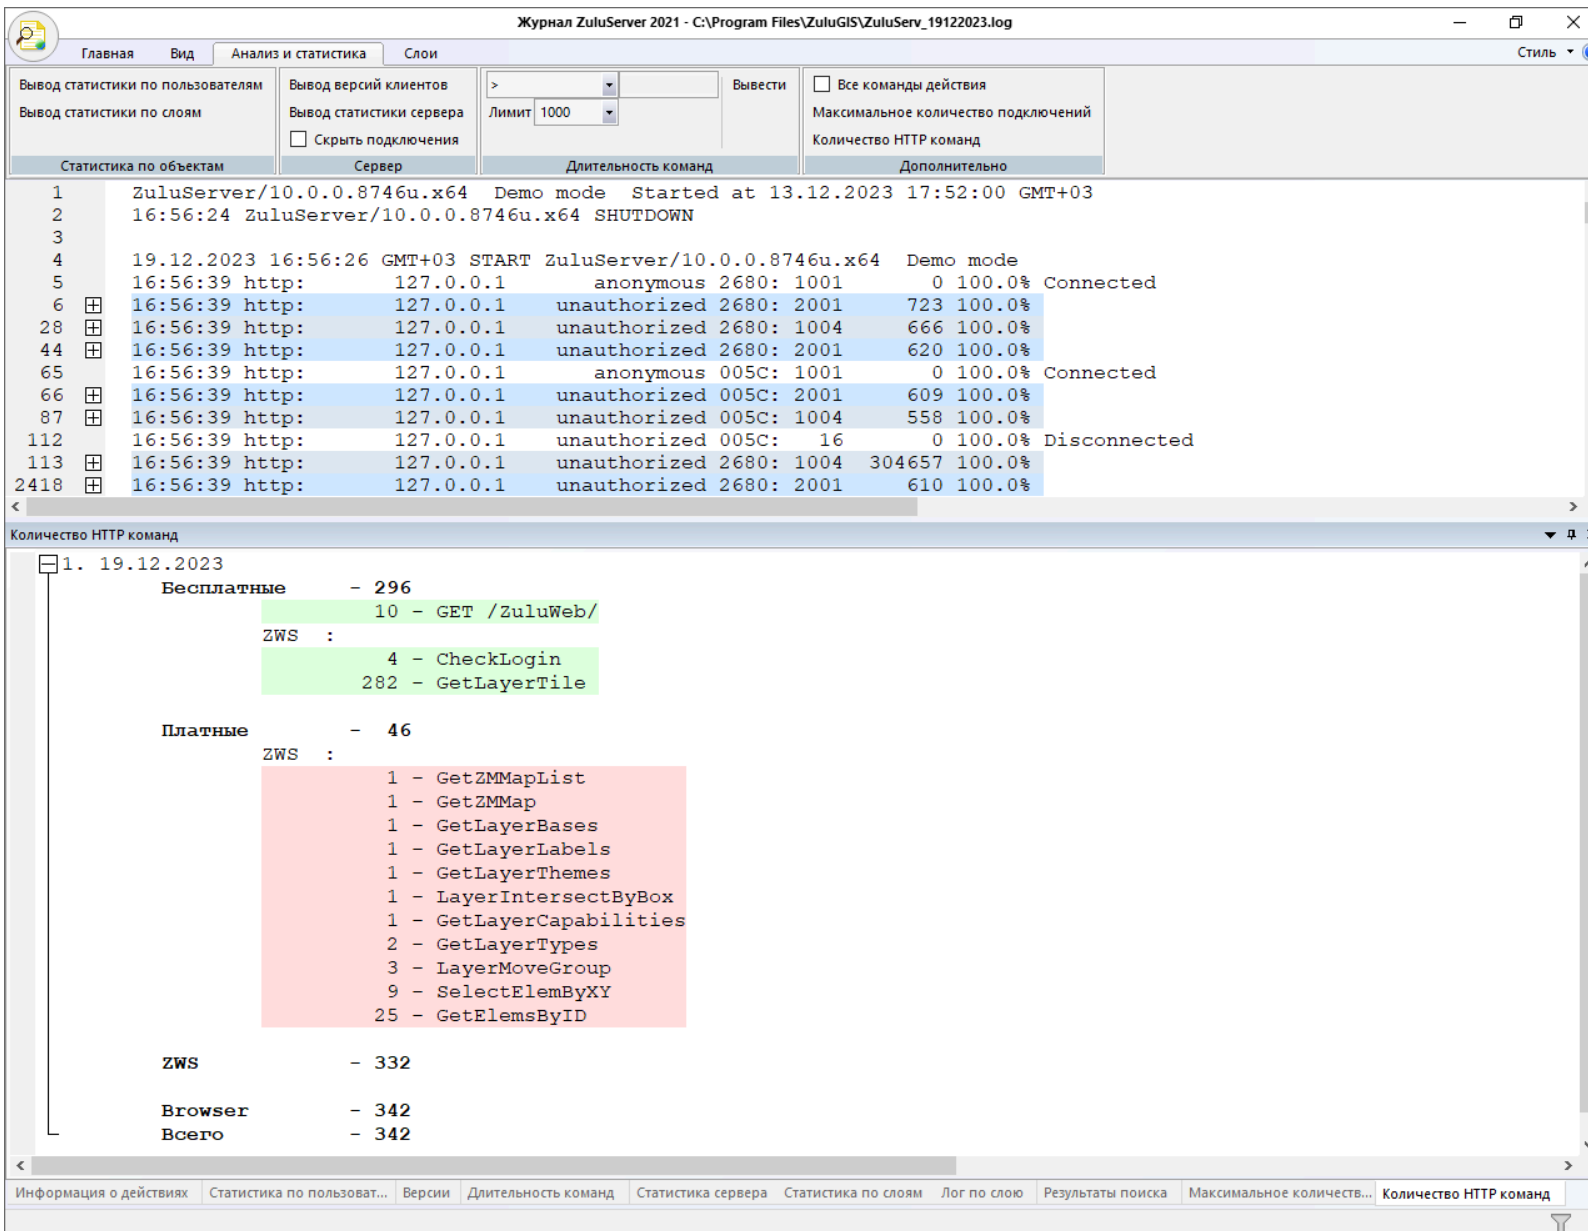 Журнал ZuluServer 2021 - C:\Program Files\ZuluGIS\ZuluServ_19122023.log
Главная Вид Анализ и статистика Слои Стиль
Вывод статистики по пользователям Вывод версий клиентов > Вывести Все команды действия
Вывод статистики по слоям Вывод статистики сервера Лимит 1000 Максимальное количество подключений
Скрыть подключения Количество HTTP команд
Статистика по объектам Сервер Длительность команд Дополнительно
1 ZuluServer/10.0.0.8746u.x64 Demo mode Started at 13.12.2023 17:52:00 GMT+03
2 16:56:24 ZuluServer/10.0.0.8746u.x64 SHUTDOWN
3
4 19.12.2023 16:56:26 GMT+03 START ZuluServer/10.0.0.8746u.x64 Demo mode
5 16:56:39 http: 127.0.0.1 anonymous 2680: 1001 0 100.0% Connected
6 16:56:39 http: 127.0.0.1 unauthorized 2680: 2001 723 100.0%
28 16:56:39 http: 127.0.0.1 unauthorized 2680: 1004 666 100.0%
44 16:56:39 http: 127.0.0.1 unauthorized 2680: 2001 620 100.0%
65 16:56:39 http: 127.0.0.1 anonymous 005C: 1001 0 100.0% Connected
66 16:56:39 http: 127.0.0.1 unauthorized 005C: 2001 609 100.0%
87 16:56:39 http: 127.0.0.1 unauthorized 005C: 1004 558 100.0%
112 16:56:39 http: 127.0.0.1 unauthorized 005C: 16 0 100.0% Disconnected
113 16:56:39 http: 127.0.0.1 unauthorized 2680: 1004 304657 100.0%
2418 16:56:39 http: 127.0.0.1 unauthorized 2680: 2001 610 100.0%
Количество HTTP команд
1. 19.12.2023
Бесплатные - 296
10 - GET /ZuluWeb/
ZWS :
4 - CheckLogin
282 - GetLayerTile
Платные - 46
ZWS :
1 - GetZMMapList
1 - GetZMMap
1 - GetLayerBases
1 - GetLayerLabels
1 - GetLayerThemes
1 - LayerIntersectByBox
1 - GetLayerCapabilities
2 - GetLayerTypes
3 - LayerMoveGroup
9 - SelectElemByXY
25 - GetElemsByID
ZWS - 332
Browser - 342
Всего - 342
Информация о действиях Статистика по пользоват... Версии Длительность команд Статистика сервера Статистика по слоям Лог по слою Результаты поиска Максимальное количеств... Количество HTTP команд